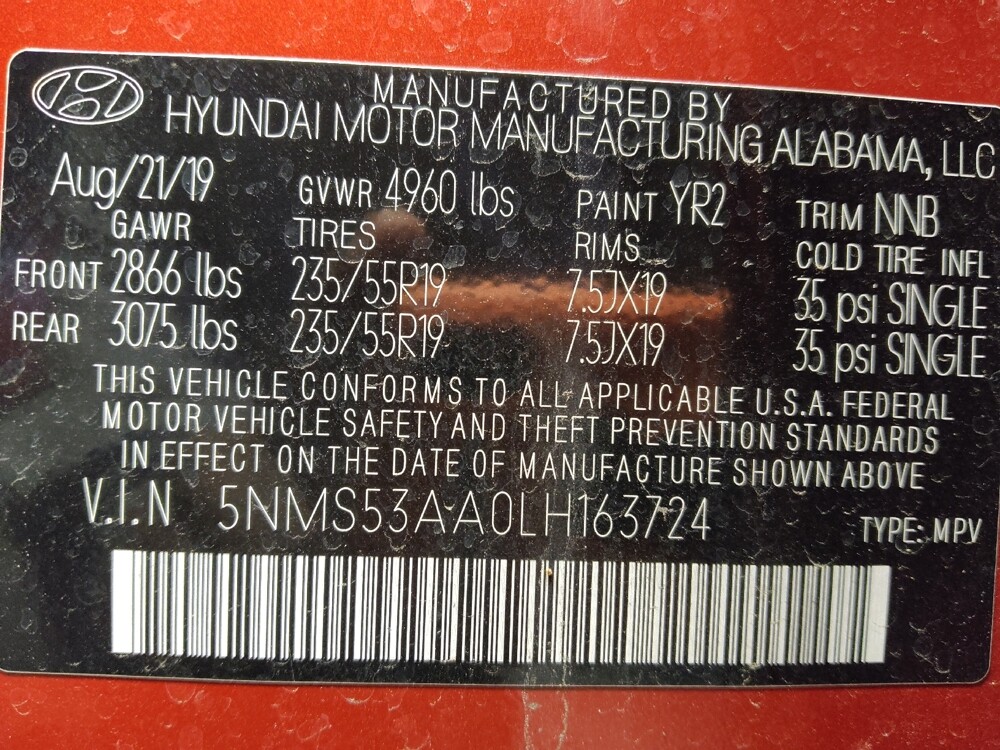 MANUFACTURED BY
HYUNDAI MOTOR MANUFACTURING ALABAMA, LLC
Aug/21/19 GVWR 4960 lbs PAINT YR2 TRIM NNB
GAWR TIRES RIMS COLD TIRE INFL
FRONT 2866 lbs 235/55R19 7.5JX19 35 psi SINGLE
REAR 3075 lbs 235/55R19 7.5JX19 35 psi SINGLE
THIS VEHICLE CONFORMS TO ALL APPLICABLE U.S.A. FEDERAL
MOTOR VEHICLE SAFETY AND THEFT PREVENTION STANDARDS
IN EFFECT ON THE DATE OF MANUFACTURE SHOWN ABOVE
V.I.N 5NMS53AA0LH163724 TYPE: MPV